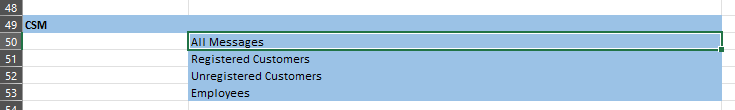 48
49 CSM
50 All Messages
51 Registered Customers
52 Unregistered Customers
53 Employees